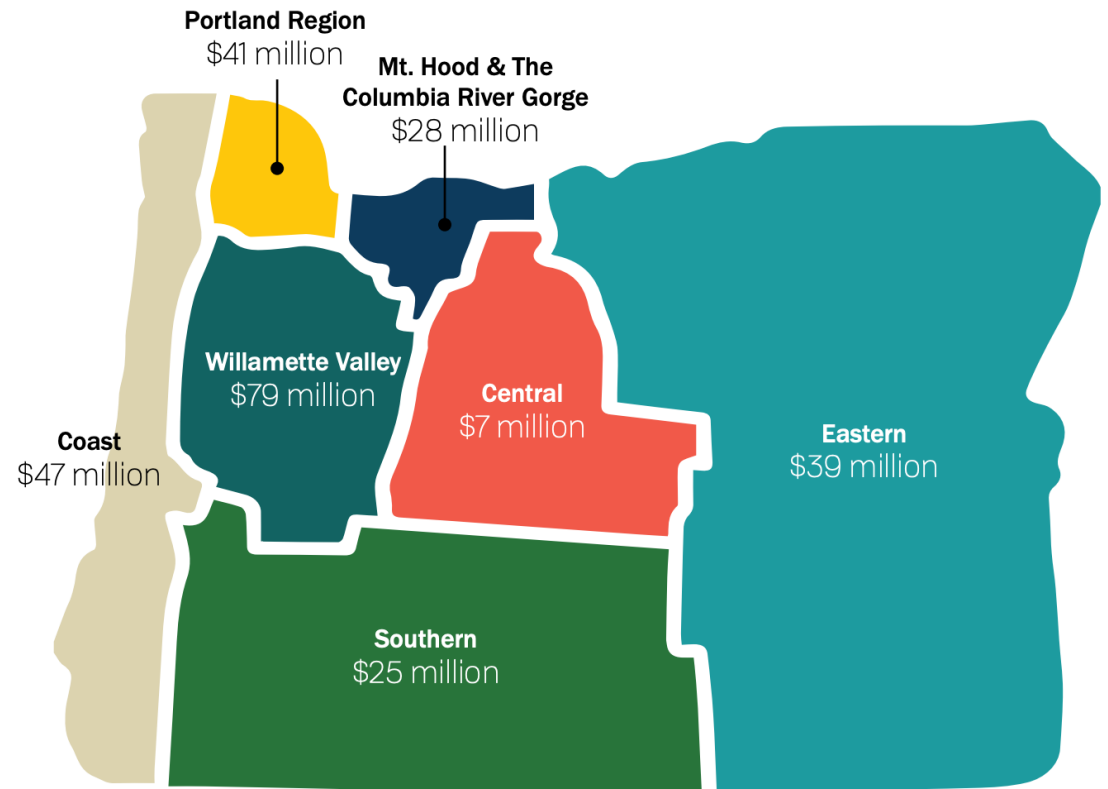 Portland Region
$41 million
Mt. Hood & The
Columbia River Gorge
$28 million
Willamette Valley
$79 million
Central
$7 million
Coast
$47 million
Eastern
$39 million
Southern
$25 million